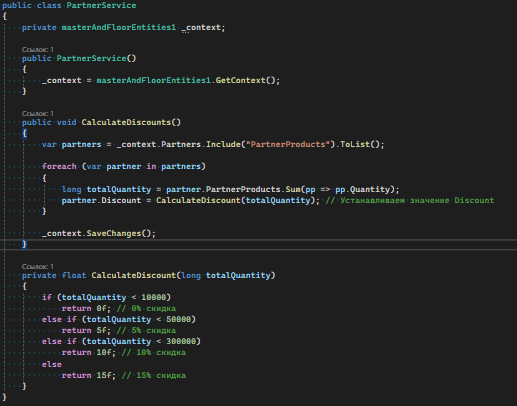 public class PartnerService
{
    private masterAndFloorEntities1 _context;

    Ссылок: 1
    public PartnerService()
    {
        _context = masterAndFloorEntities1.GetContext();
    }

    Ссылок: 1
    public void CalculateDiscounts()
    {
        var partners = _context.Partners.Include("PartnerProducts").ToList();

        foreach (var partner in partners)
        {
            long totalQuantity = partner.PartnerProducts.Sum(pp => pp.Quantity);
            partner.Discount = CalculateDiscount(totalQuantity); // Устанавливаем значение Discount
        }

        _context.SaveChanges();
    }

    Ссылок: 1
    private float CalculateDiscount(long totalQuantity)
    {
        if (totalQuantity < 10000)
            return 0f; // 0% скидка
        else if (totalQuantity < 50000)
            return 5f; // 5% скидка
        else if (totalQuantity < 300000)
            return 10f; // 10% скидка
        else
            return 15f; // 15% скидка
    }
}